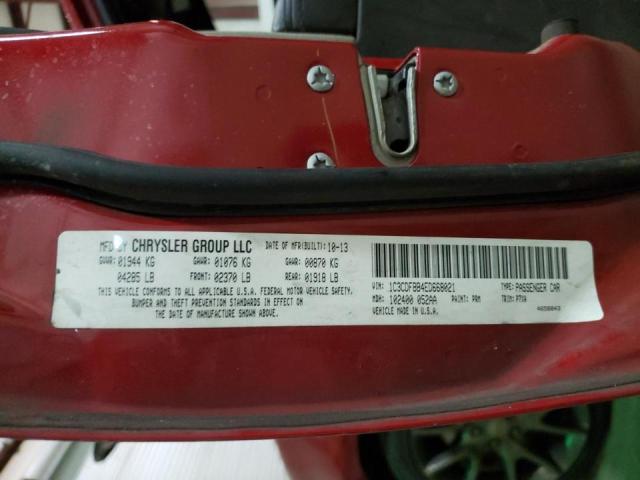 MFD BY CHRYSLER GROUP LLC DATE OF MFR(BUILT): 10-13
GVWR: 01944 KG GAWR: 01076 KG GAWR: 00870 KG
04285 LB FRONT: 02370 LB REAR: 01918 LB
THIS VEHICLE CONFORMS TO ALL APPLICABLE U.S.A. FEDERAL MOTOR VEHICLE SAFETY,
BUMPER AND THEFT PREVENTION STANDARDS IN EFFECT ON
THE DATE OF MANUFACTURE SHOWN ABOVE.
VIN: 1C3CDFBB4ED668021 TYPE: PASSENGER CAR
MDH: 102400 052AA PAINT: PRM TRIM: P7X9
VEHICLE MADE IN U.S.A.